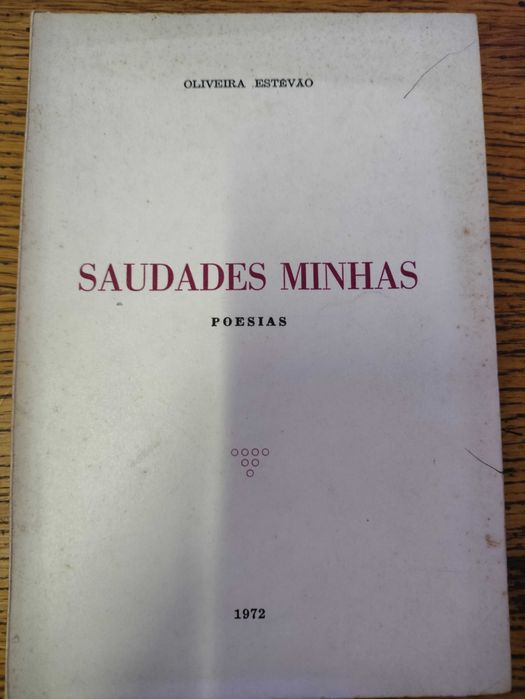 OLIVEIRA ESTÊVÃO
SAUDADES MINHAS
POESIAS
1972